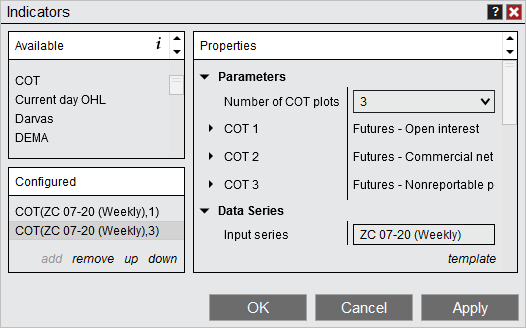 Indicators
?
Available i
COT
Current day OHL
Darvas
DEMA
Configured
COT(ZC 07-20 (Weekly),1)
COT(ZC 07-20 (Weekly),3)
add remove up down
Properties
Parameters
Number of COT plots 3
COT 1 Futures - Open interest
COT 2 Futures - Commercial net
COT 3 Futures - Nonreportable p
Data Series
Input series ZC 07-20 (Weekly)
template
OK Cancel Apply